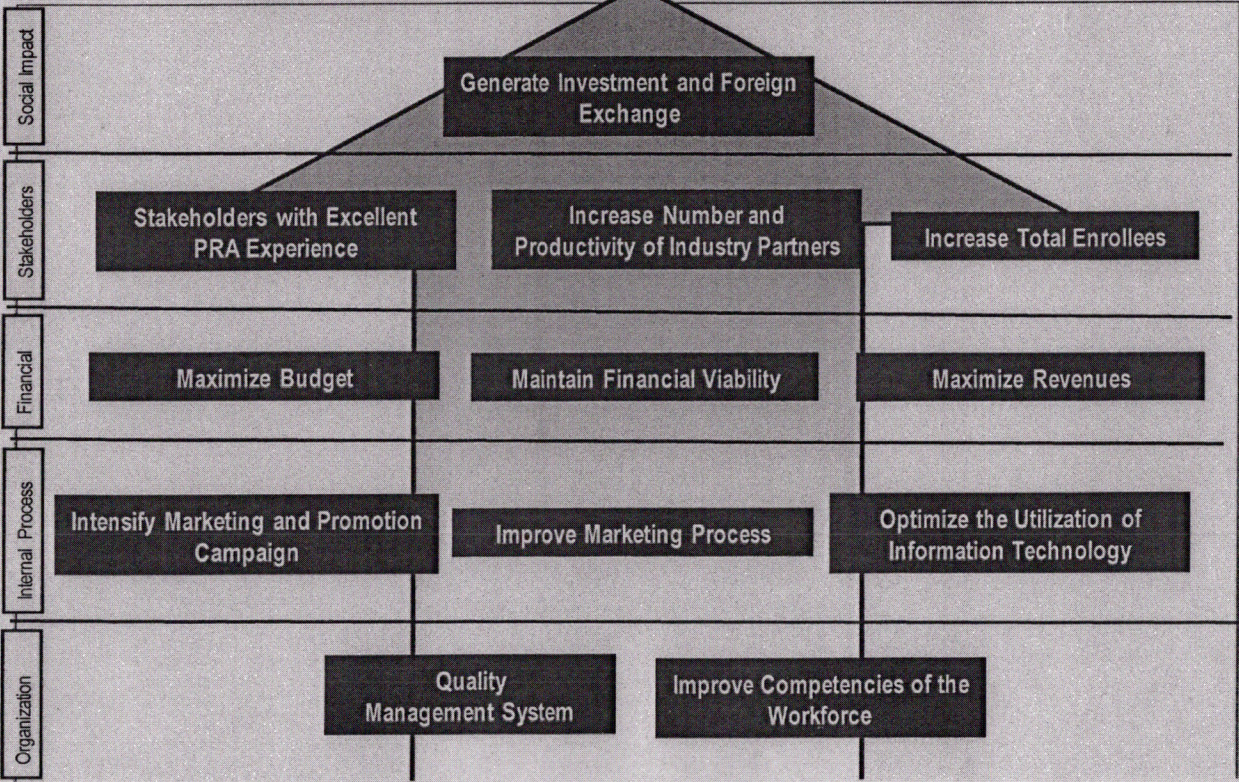 Social Impact
Generate Investment and Foreign
Exchange
Stakeholders
Stakeholders with Excellent
PRA Experience
Increase Number and
Productivity of Industry Partners
Increase Total Enrollees
Financial
Maximize Budget
Maintain Financial Viability
Maximize Revenues
Internal Process
Intensify Marketing and Promotion
Campaign
Improve Marketing Process
Optimize the Utilization of
Information Technology
Organization
Quality
Management System
Improve Competencies of the
Workforce